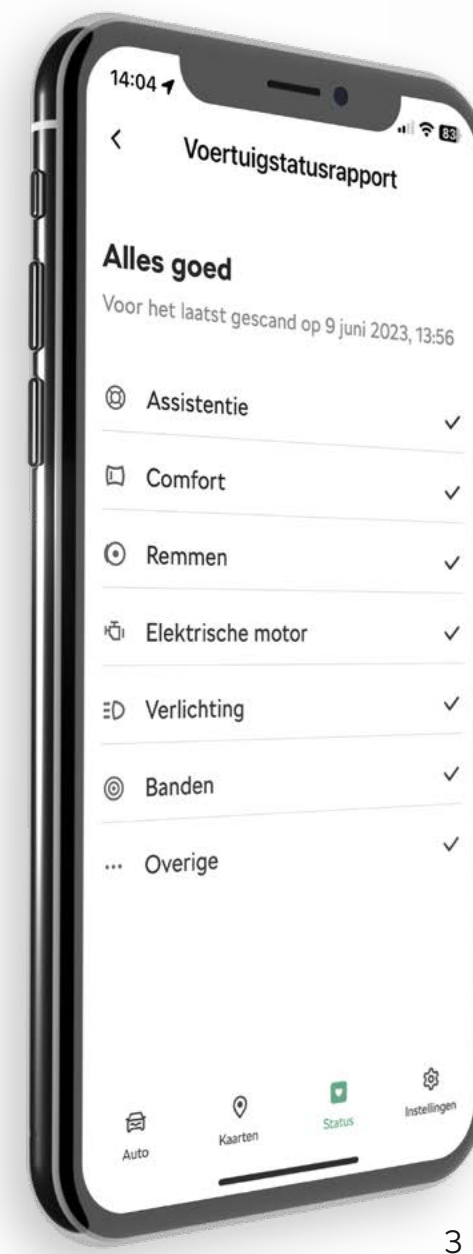 14:04
83
Voertuigstatusrapport
Alles goed
Voor het laatst gescand op 9 juni 2023, 13:56
Assistentie
Comfort
Remmen
Elektrische motor
Verlichting
Banden
... Overige
Auto
Kaarten
Status
Instellingen
3